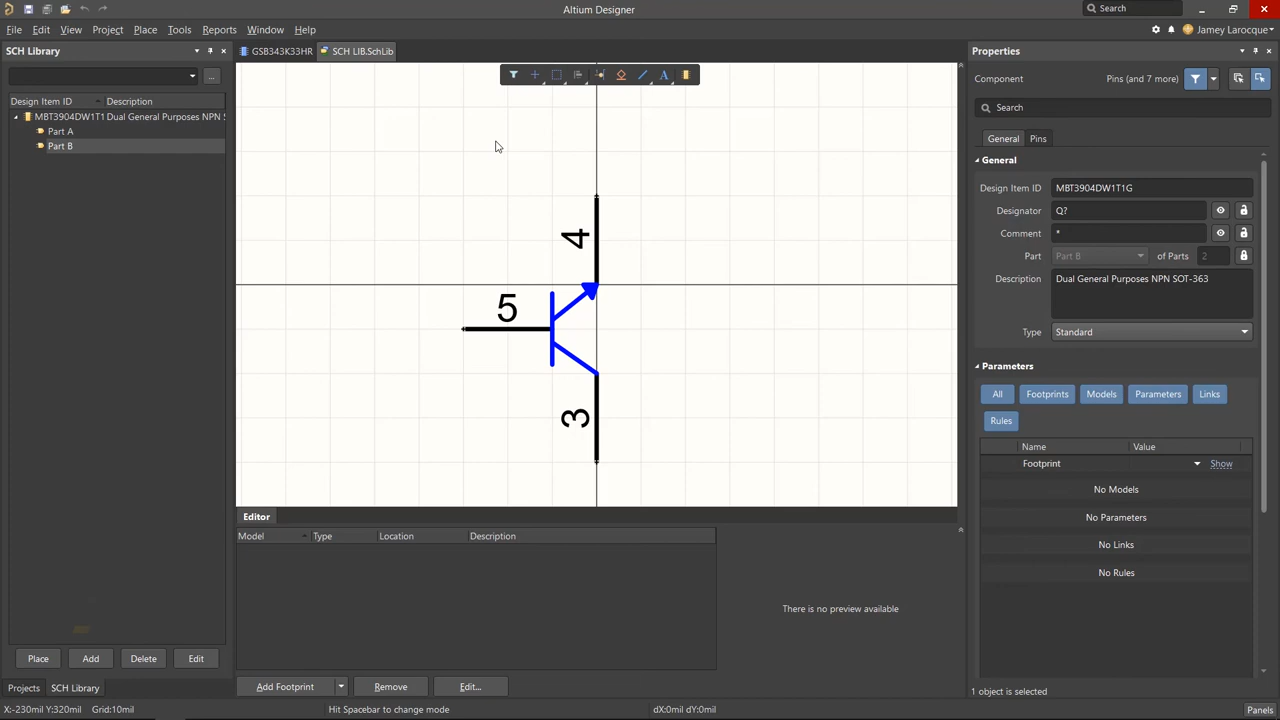 Altium Designer
Search
File Edit View Project Place Tools Reports Window Help
Jamey Larocque
SCH Library
GSB343K33HR
SCH LIB.SchLib
Properties
Component
Pins (and 7 more)
...
Search
Design Item ID
Description
MBT3904DW1T1 Dual General Purposes NPN S
Part A
Part B
General
Pins
General
Design Item ID
MBT3904DW1T1G
Designator
Q?
Comment
*
Part
Part B
of Parts
2
Description
Dual General Purposes NPN SOT-363
Type
Standard
Parameters
All
Footprints
Models
Parameters
Links
Rules
Name
Value
Footprint
Show
No Models
No Parameters
No Links
No Rules
4
5
3
Editor
Model
Type
Location
Description
There is no preview available
Place
Add
Delete
Edit
Add Footprint
Remove
Edit...
Projects
SCH Library
1 object is selected
X:-230mil Y:320mil Grid:10mil
Hit Spacebar to change mode
dX:0mil dY:0mil
Panels